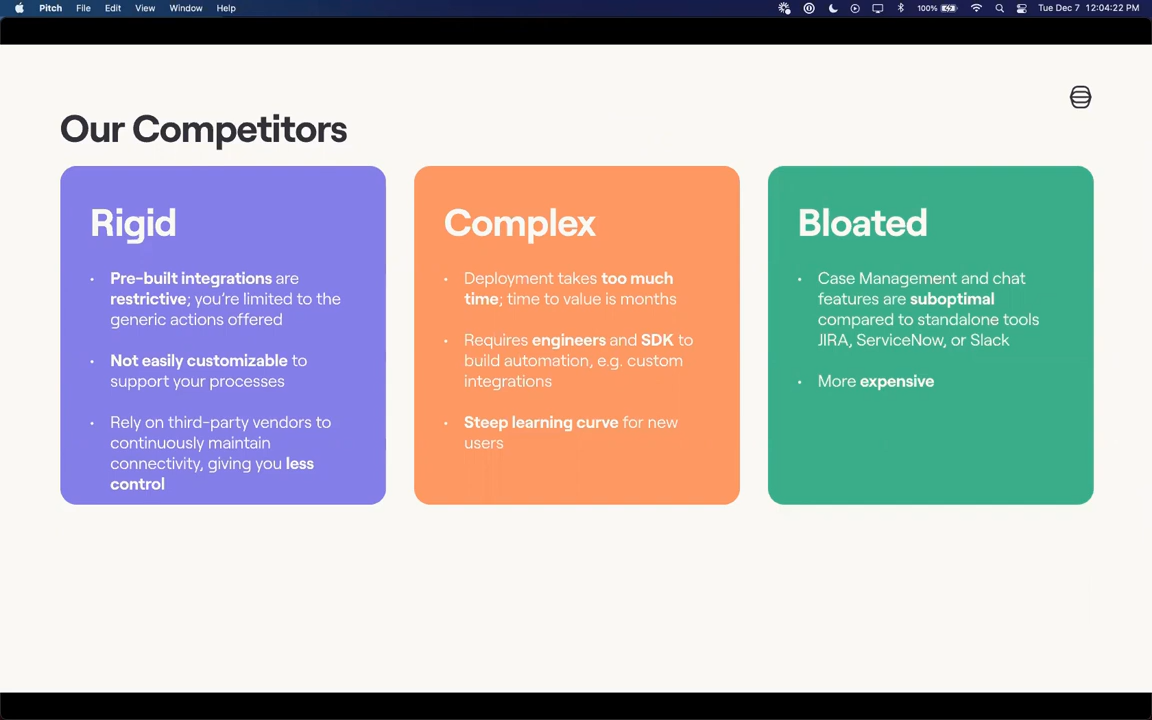 Pitch File Edit View Window Help 100% Tue Dec 7 12:04:22 PM
Our Competitors
Rigid
• Pre-built integrations are
restrictive; you're limited to the
generic actions offered
• Not easily customizable to
support your processes
• Rely on third-party vendors to
continuously maintain
connectivity, giving you less
control
Complex
• Deployment takes too much
time; time to value is months
• Requires engineers and SDK to
build automation, e.g. custom
integrations
• Steep learning curve for new
users
Bloated
• Case Management and chat
features are suboptimal
compared to standalone tools
JIRA, ServiceNow, or Slack
• More expensive